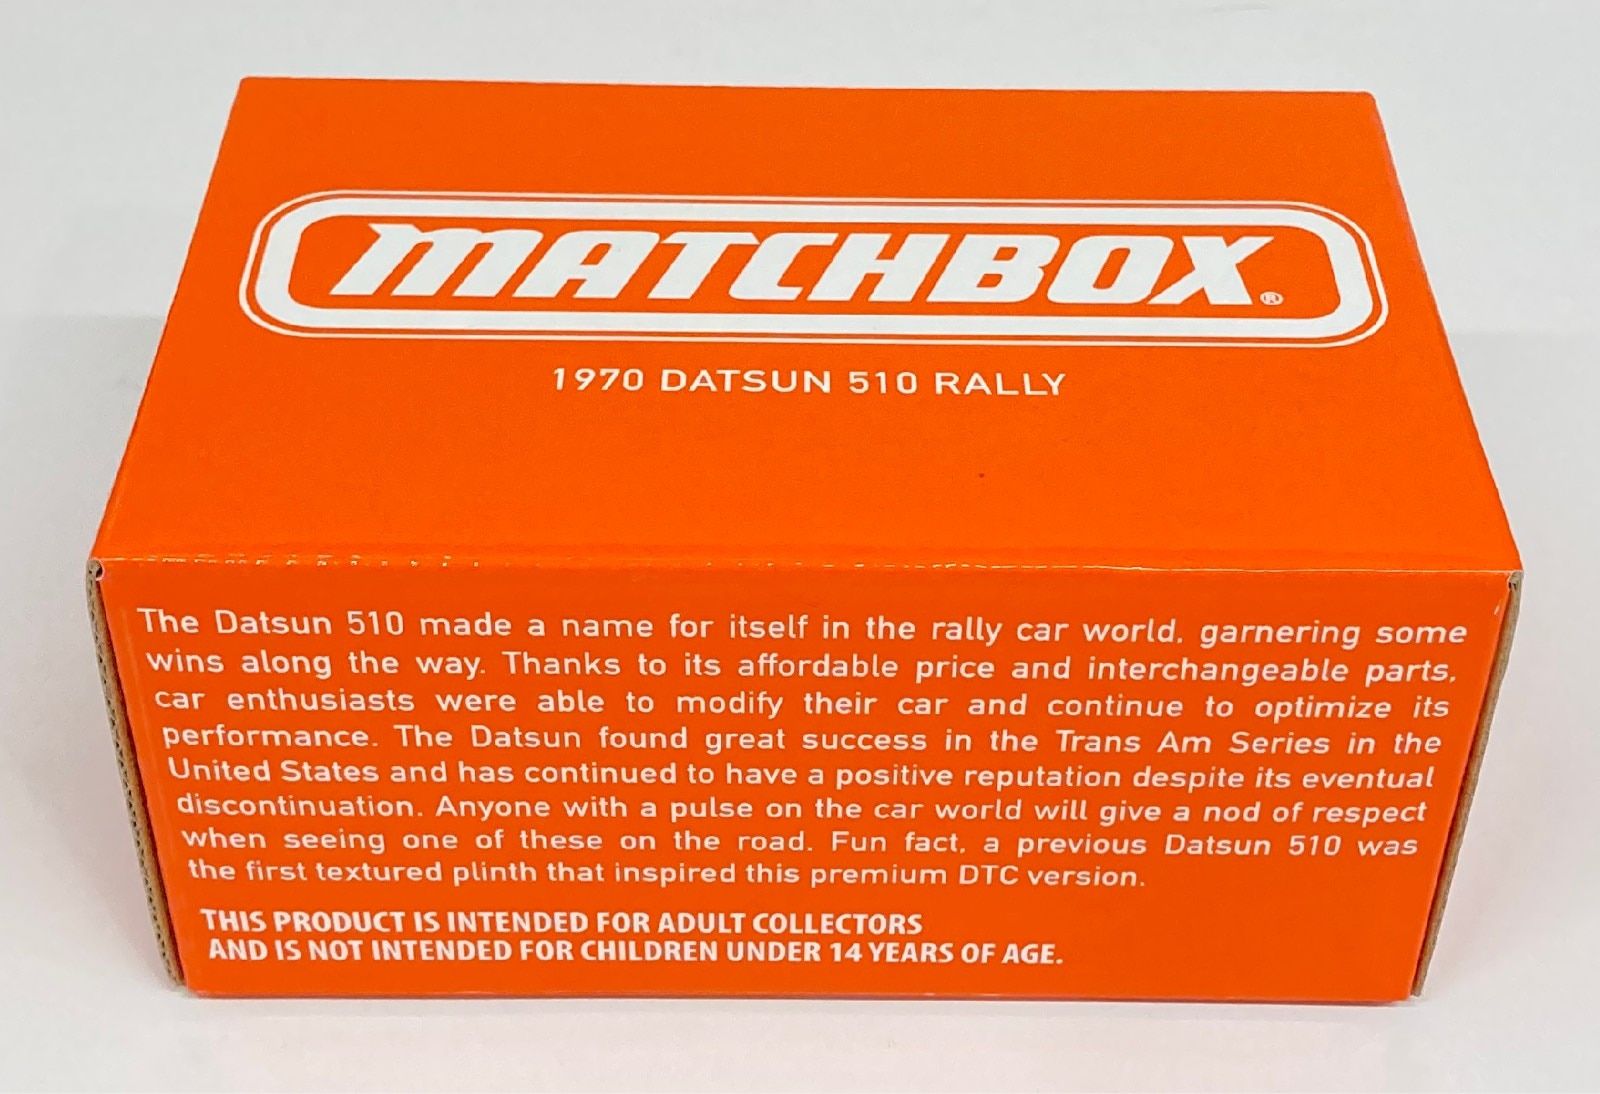 MATCHBOX®
1970 DATSUN 510 RALLY
The Datsun 510 made a name for itself in the rally car world, garnering some
wins along the way. Thanks to its affordable price and interchangeable parts,
car enthusiasts were able to modify their car and continue to optimize its
performance. The Datsun found great success in the Trans Am Series in the
United States and has continued to have a positive reputation despite its eventual
discontinuation. Anyone with a pulse on the car world will give a nod of respect
when seeing one of these on the road. Fun fact, a previous Datsun 510 was
the first textured plinth that inspired this premium DTC version.
THIS PRODUCT IS INTENDED FOR ADULT COLLECTORS
AND IS NOT INTENDED FOR CHILDREN UNDER 14 YEARS OF AGE.